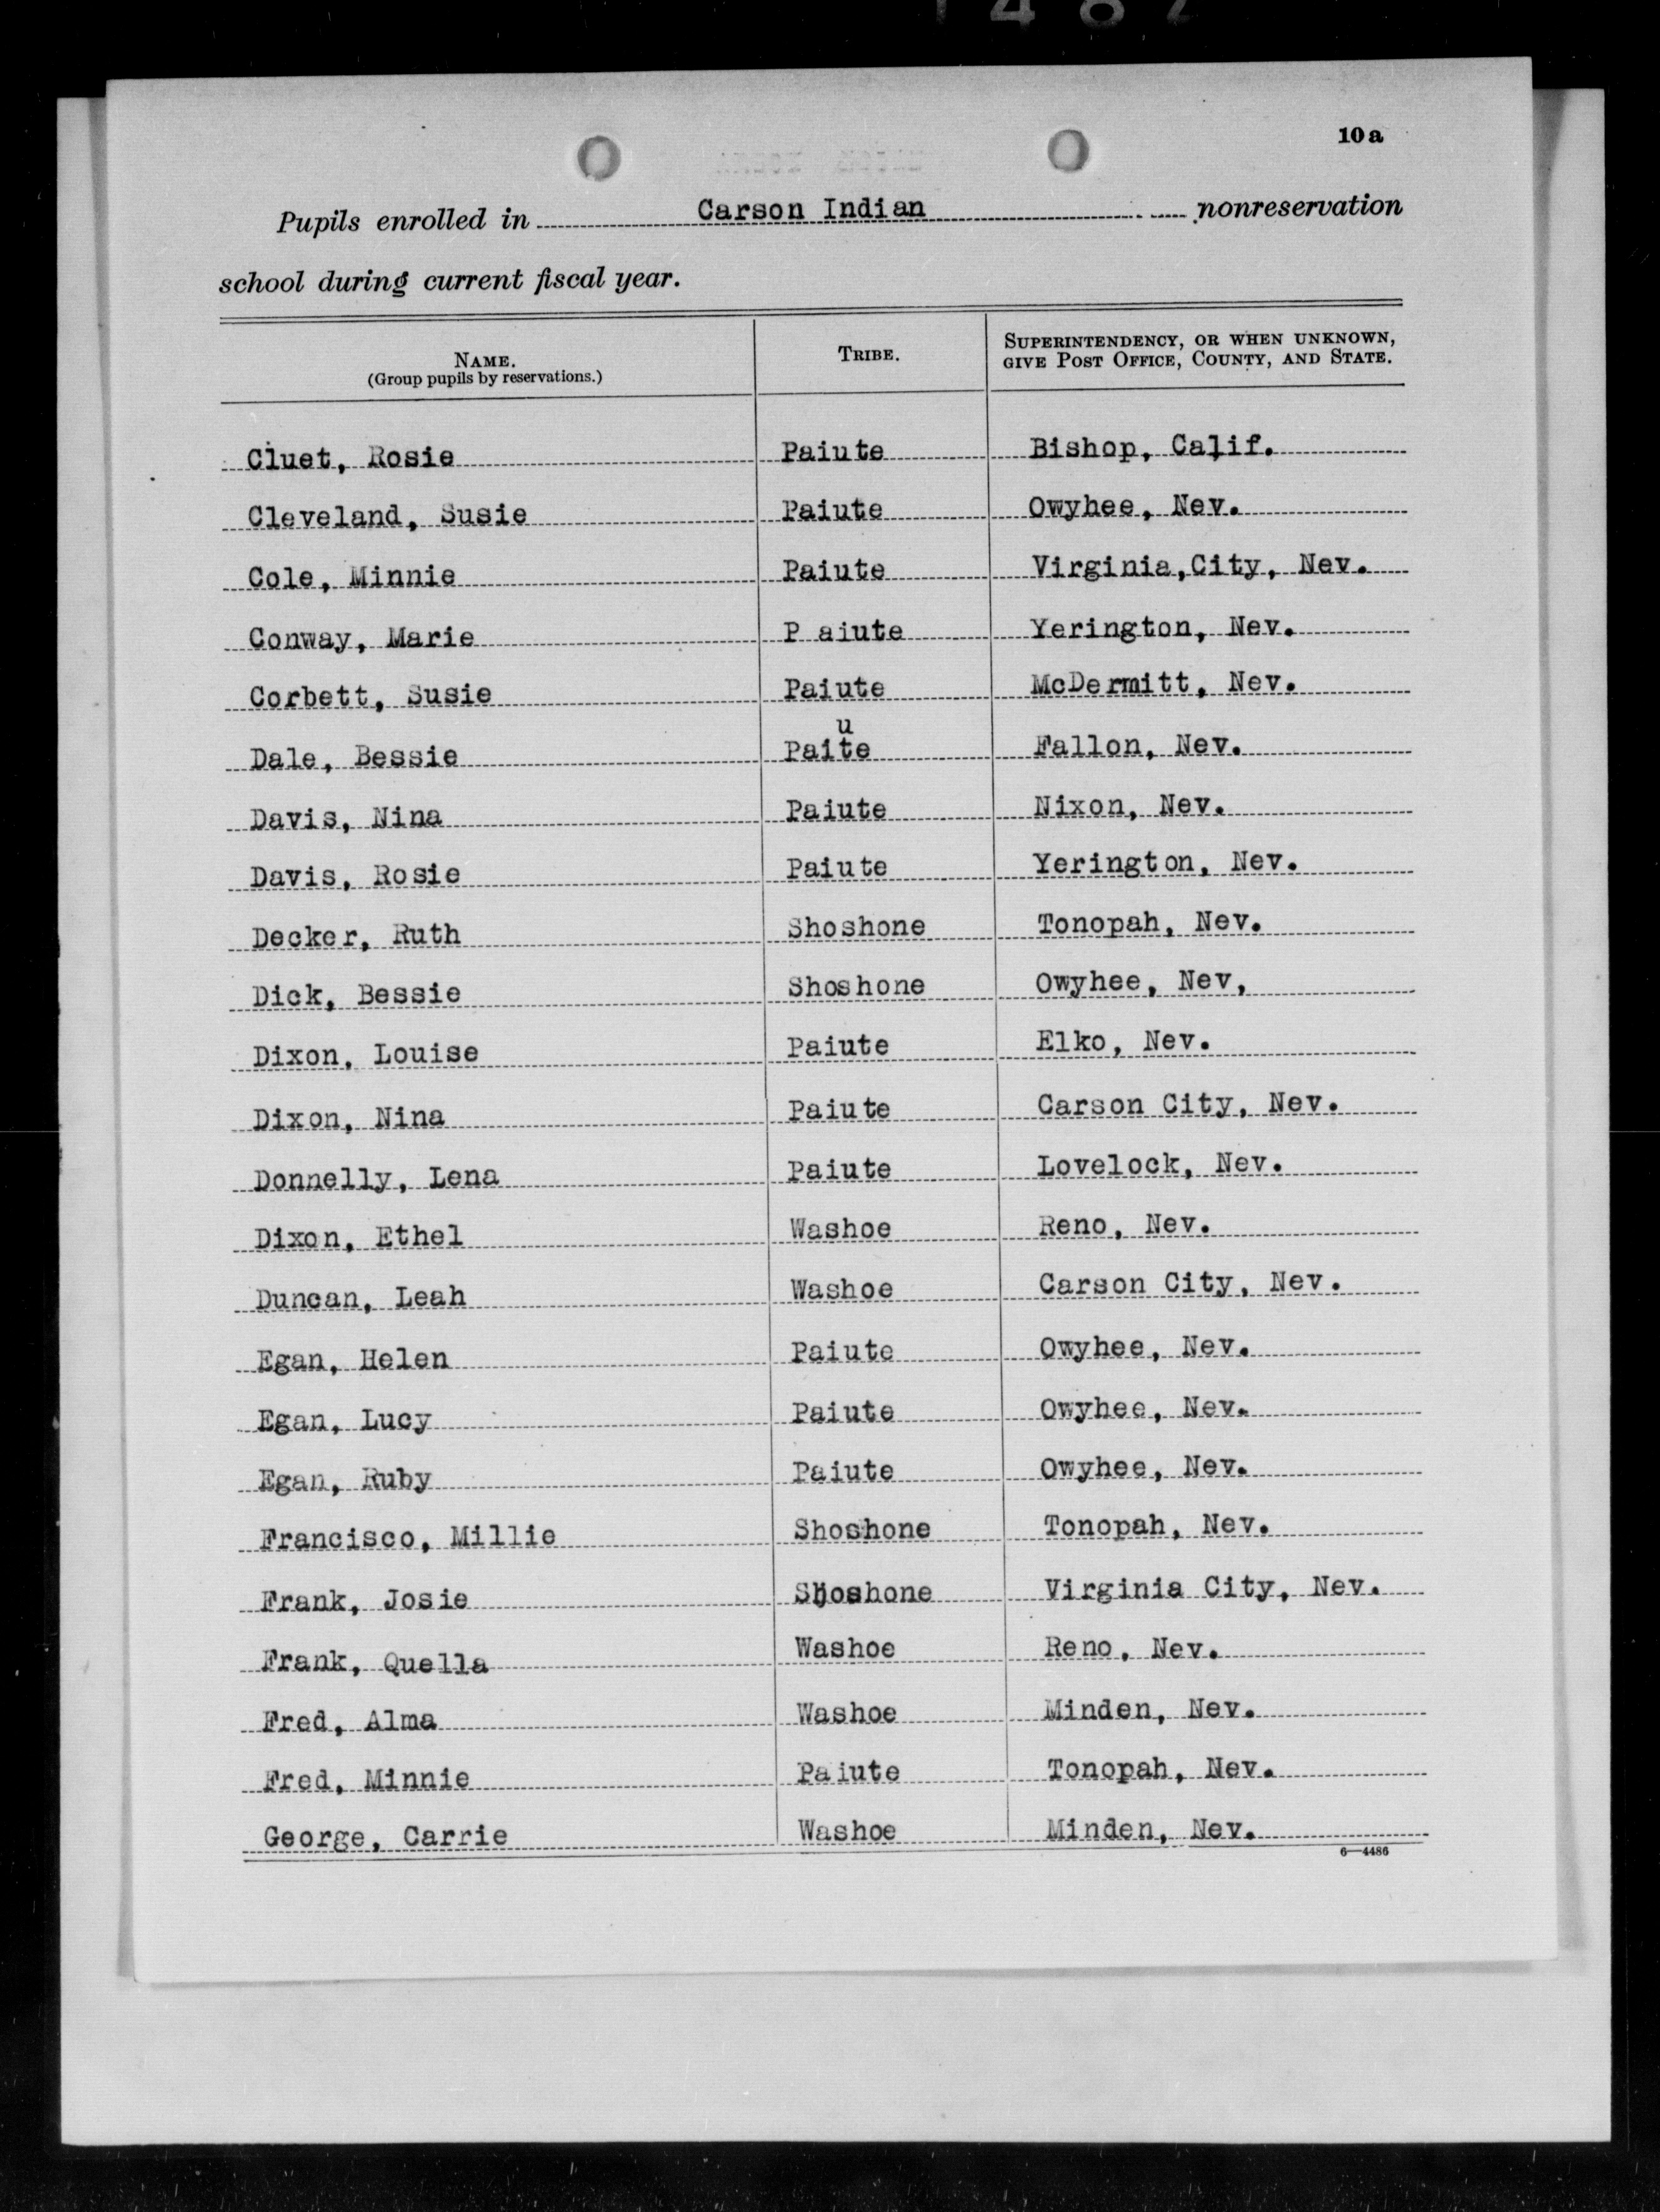 10a
Pupils enrolled in Carson Indian nonreservation
school during current fiscal year.
NAME. TRIBE. SUPERINTENDENCY, OR WHEN UNKNOWN,
(Group pupils by reservations.) GIVE POST OFFICE, COUNTY, AND STATE.
Cluet, Rosie Paiute Bishop, Calif.
Cleveland, Susie Paiute Owyhee, Nev.
Cole, Minnie Paiute Virginia,City, Nev.
Conway, Marie P aiute Yerington, Nev.
Corbett, Susie Paiute McDermitt, Nev.
u
Dale, Bessie Paite Fallon, Nev.
Davis, Nina Paiute Nixon, Nev.
Davis, Rosie Paiute Yerington, Nev.
Decker, Ruth Shoshone Tonopah, Nev.
Dick, Bessie Shoshone Owyhee, Nev,
Dixon, Louise Paiute Elko, Nev.
Dixon, Nina Paiute Carson City, Nev.
Donnelly, Lena Paiute Lovelock, Nev.
Dixon, Ethel Washoe Reno, Nev.
Duncan, Leah Washoe Carson City, Nev.
Egan, Helen Paiute Owyhee, Nev.
Egan, Lucy Paiute Owyhee, Nev.
Egan, Ruby Paiute Owyhee, Nev.
Francisco, Millie Shoshone Tonopah, Nev.
Frank, Josie Shoshone Virginia City, Nev.
Frank, Quella Washoe Reno, Nev.
Fred, Alma Washoe Minden, Nev.
Fred, Minnie Paiute Tonopah, Nev.
George, Carrie Washoe Minden, Nev.
6—4486